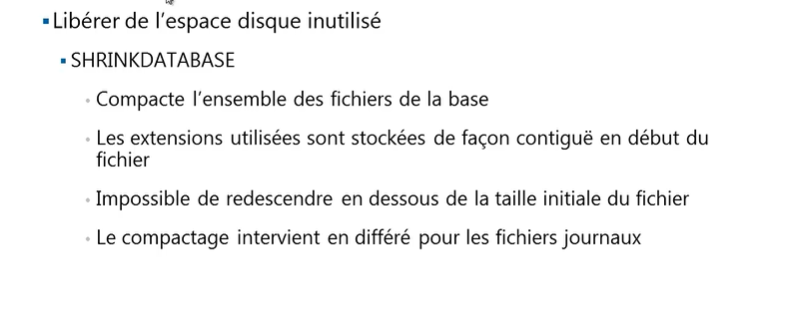 Libérer de l'espace disque inutilisé
SHRINKDATABASE
Compacte l'ensemble des fichiers de la base
Les extensions utilisées sont stockées de façon contiguë en début du
fichier
Impossible de redescendre en dessous de la taille initiale du fichier
Le compactage intervient en différé pour les fichiers journaux